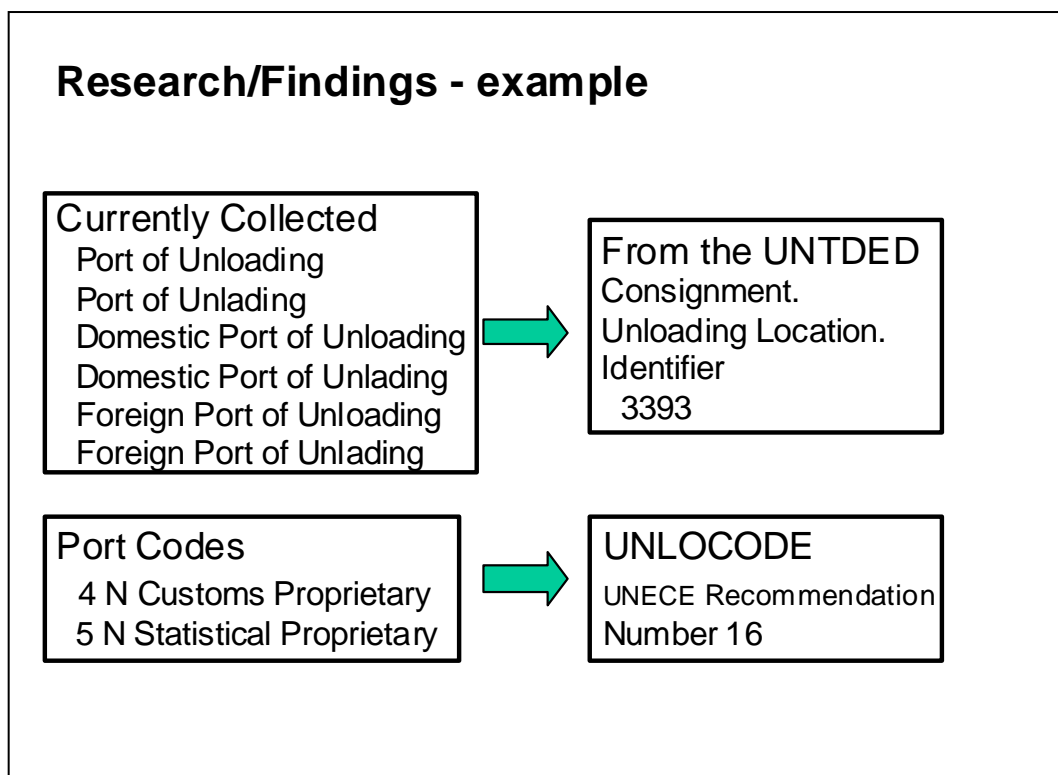 Research/Findings - example
Currently Collected
Port of Unloading
Port of Unlading
Domestic Port of Unloading
Domestic Port of Unlading
Foreign Port of Unloading
Foreign Port of Unlading
From the UNTDED
Consignment.
Unloading Location.
Identifier
3393
Port Codes
4 N Customs Proprietary
5 N Statistical Proprietary
UNLOCODE
UNECE Recommendation
Number 16